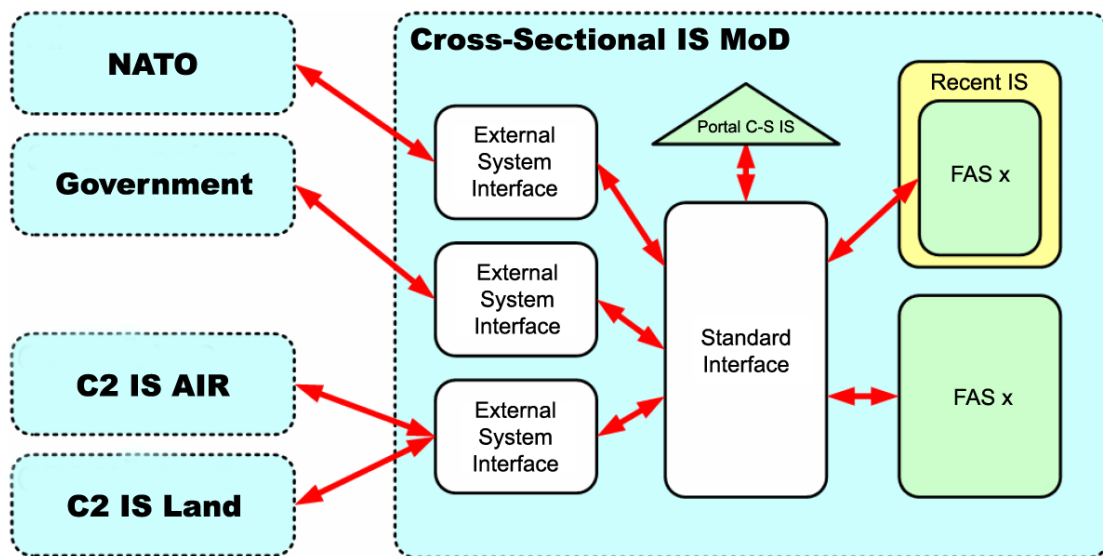 NATO
Government
C2 IS AIR
C2 IS Land
Cross-Sectional IS MoD
External
System
Interface
External
System
Interface
External
System
Interface
Portal C-S IS
Standard
Interface
Recent IS
FAS x
FAS x